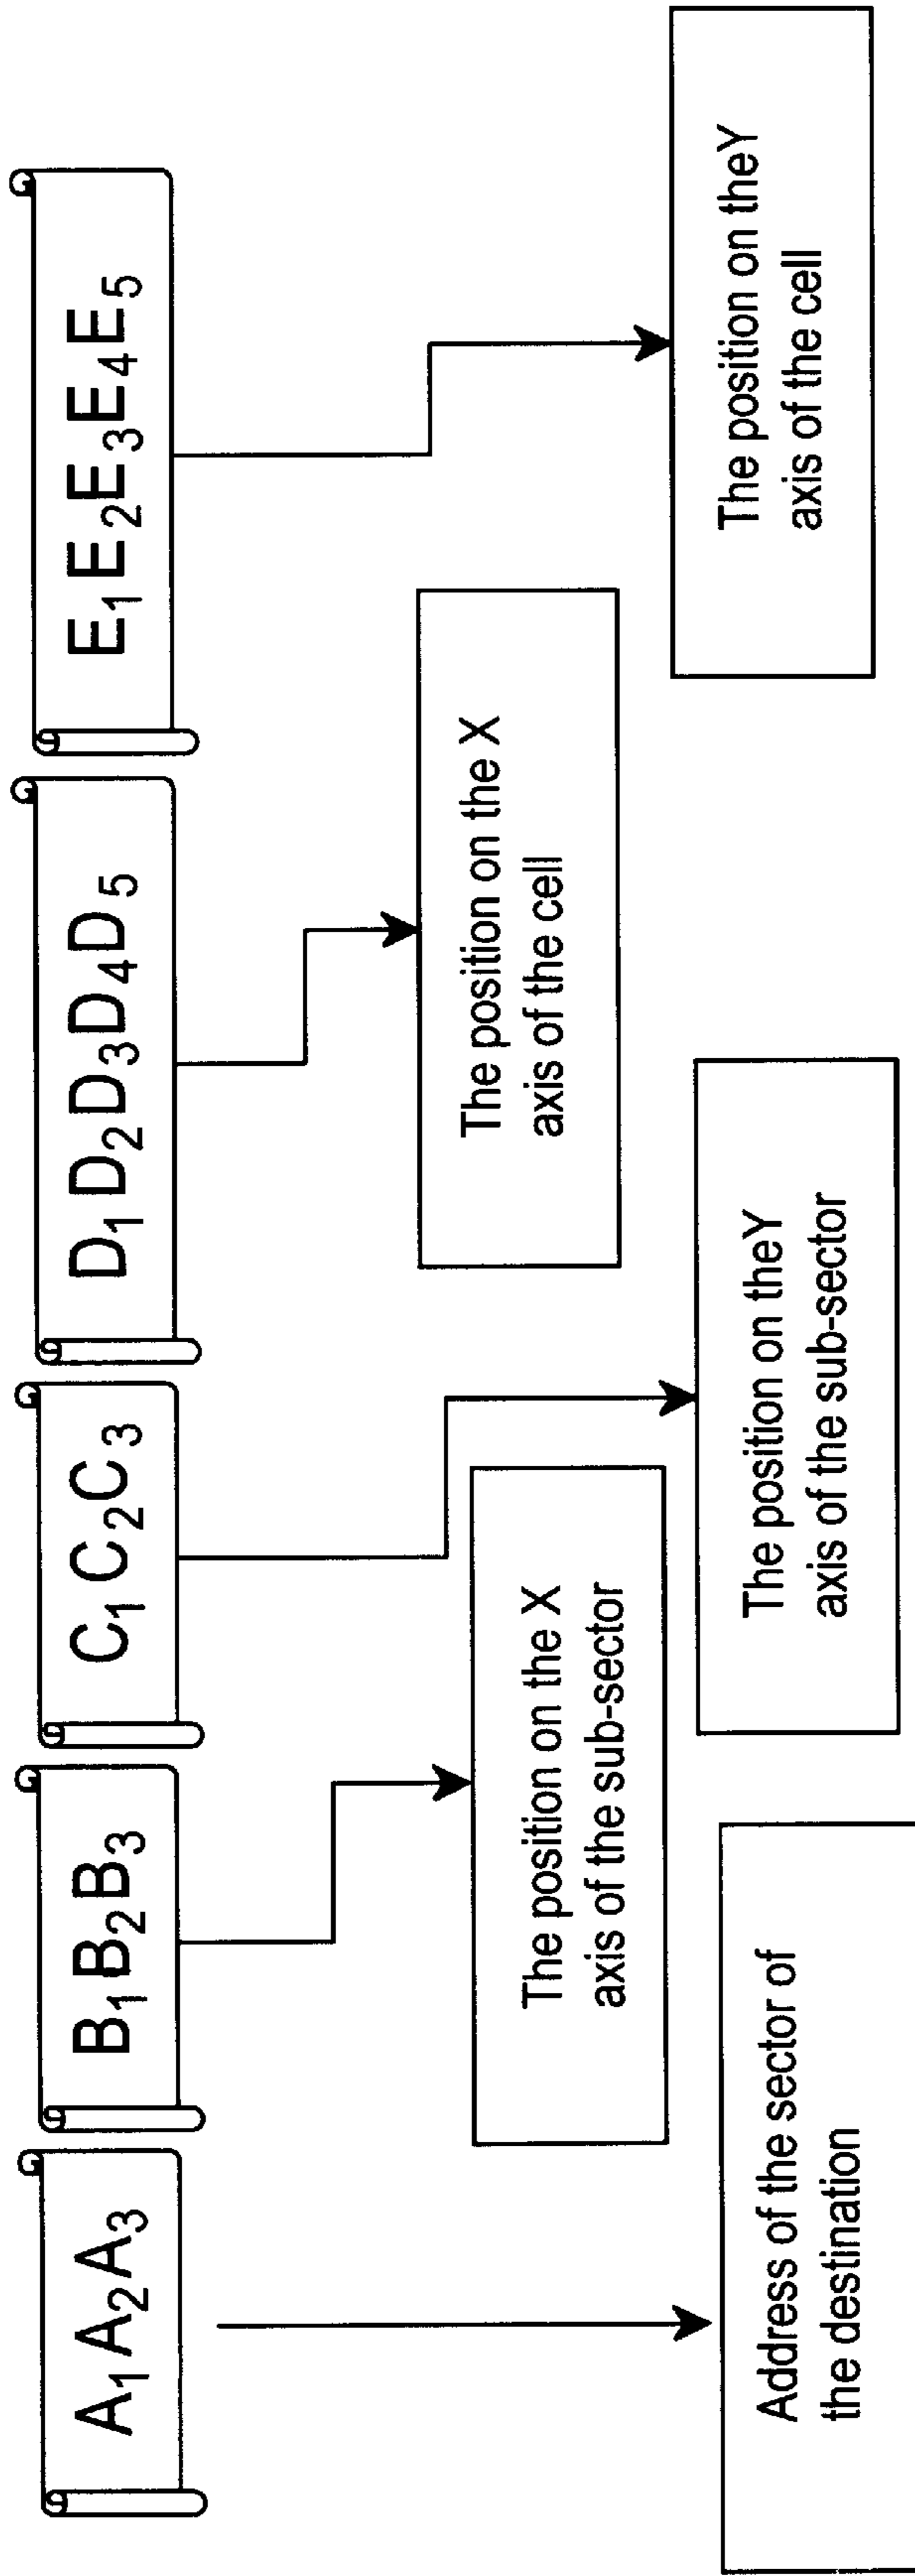 A₁A₂A₃
B₁B₂B₃
C₁C₂C₃
D₁D₂D₃D₄D₅
E₁E₂E₃E₄E₅
Address of the sector of
the destination
The position on the X
axis of the sub-sector
The position on theY
axis of the sub-sector
The position on the X
axis of the cell
The position on theY
axis of the cell